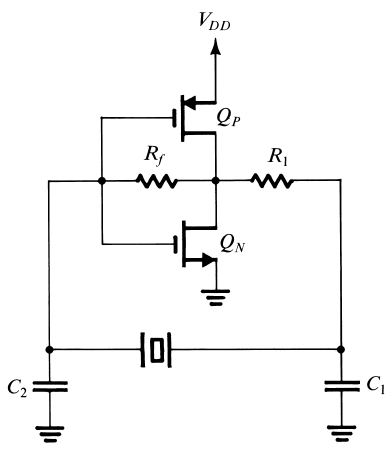 V_DD
Q_P
R_f
R_1
Q_N
C_2
C_1